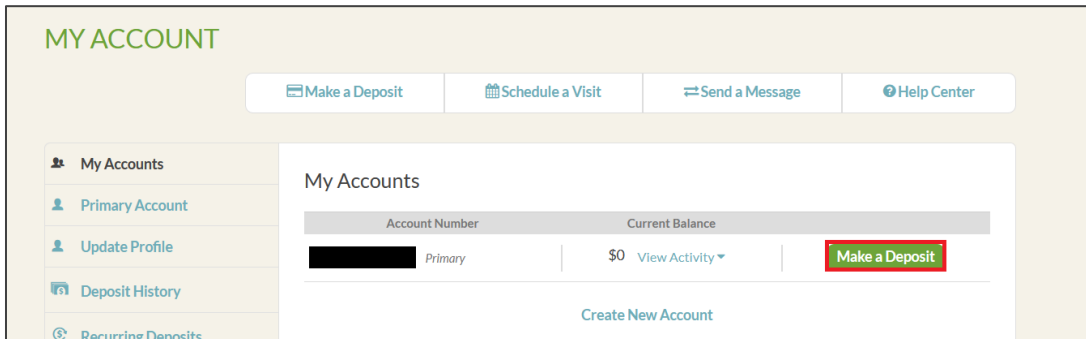 MY ACCOUNT
Make a Deposit Schedule a Visit Send a Message Help Center
My Accounts
Primary Account
Update Profile
Deposit History
Recurring Deposits
My Accounts
Account Number Current Balance
Primary $0 View Activity Make a Deposit
Create New Account